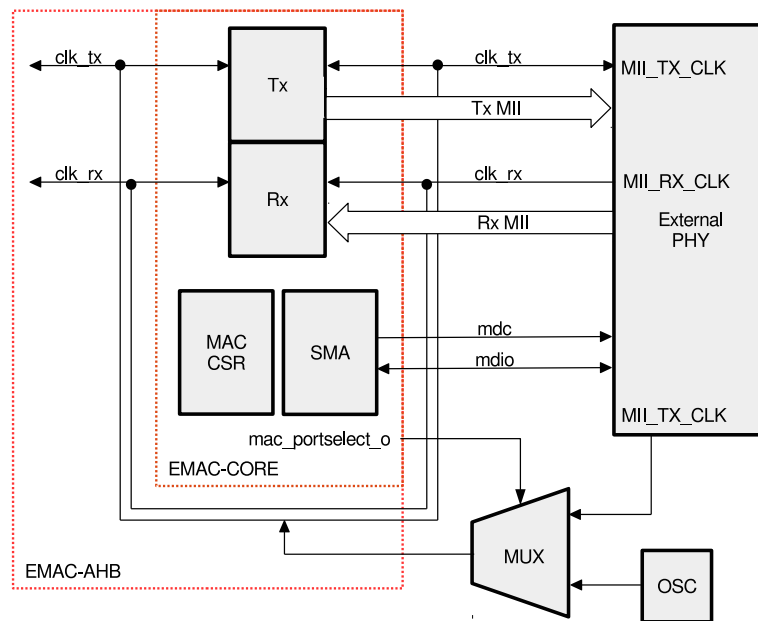 clk_tx
clk_tx
Tx
MII_TX_CLK
Tx MII
clk_rx
clk_rx
MII_RX_CLK
Rx
Rx MII
External
PHY
MAC
CSR
SMA
mdc
mdio
MII_TX_CLK
mac_portselect_o
EMAC-CORE
MUX
EMAC-AHB
OSC